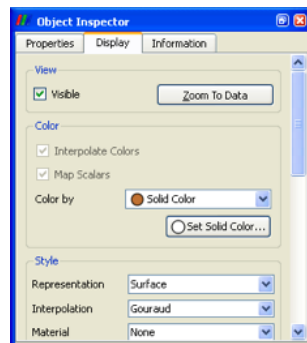 Object Inspector
Properties Display Information
View
Visible Zoom To Data
Color
Interpolate Colors
Map Scalars
Color by Solid Color
Set Solid Color...
Style
Representation Surface
Interpolation Gouraud
Material None